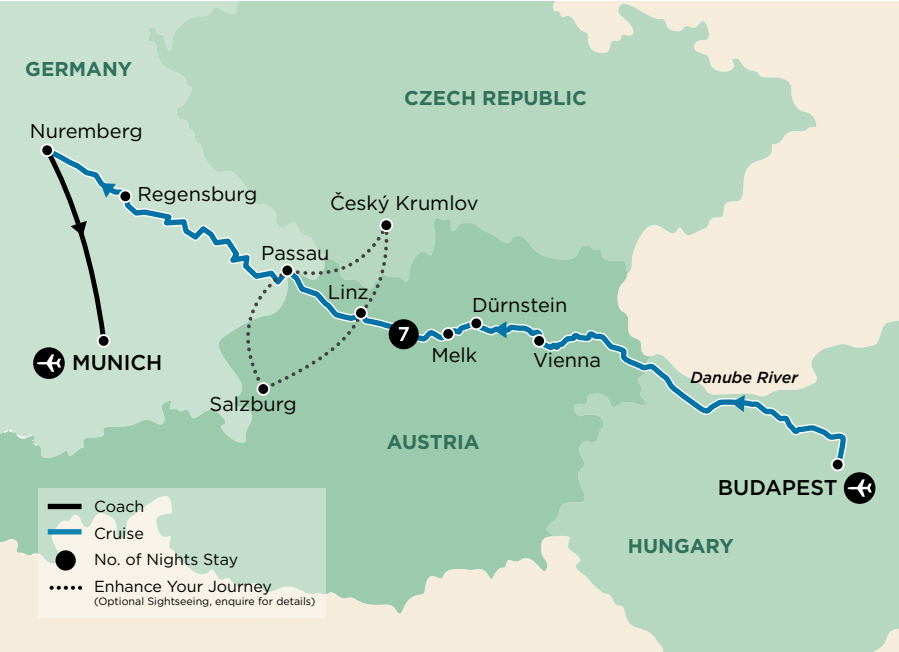 GERMANY
CZECH REPUBLIC
Nuremberg
Regensburg
Český Krumlov
Passau
Linz
Dürnstein
7
Melk
Vienna
MUNICH
Danube River
Salzburg
AUSTRIA
BUDAPEST
HUNGARY
Coach
Cruise
No. of Nights Stay
Enhance Your Journey
(Optional Sightseeing, enquire for details)